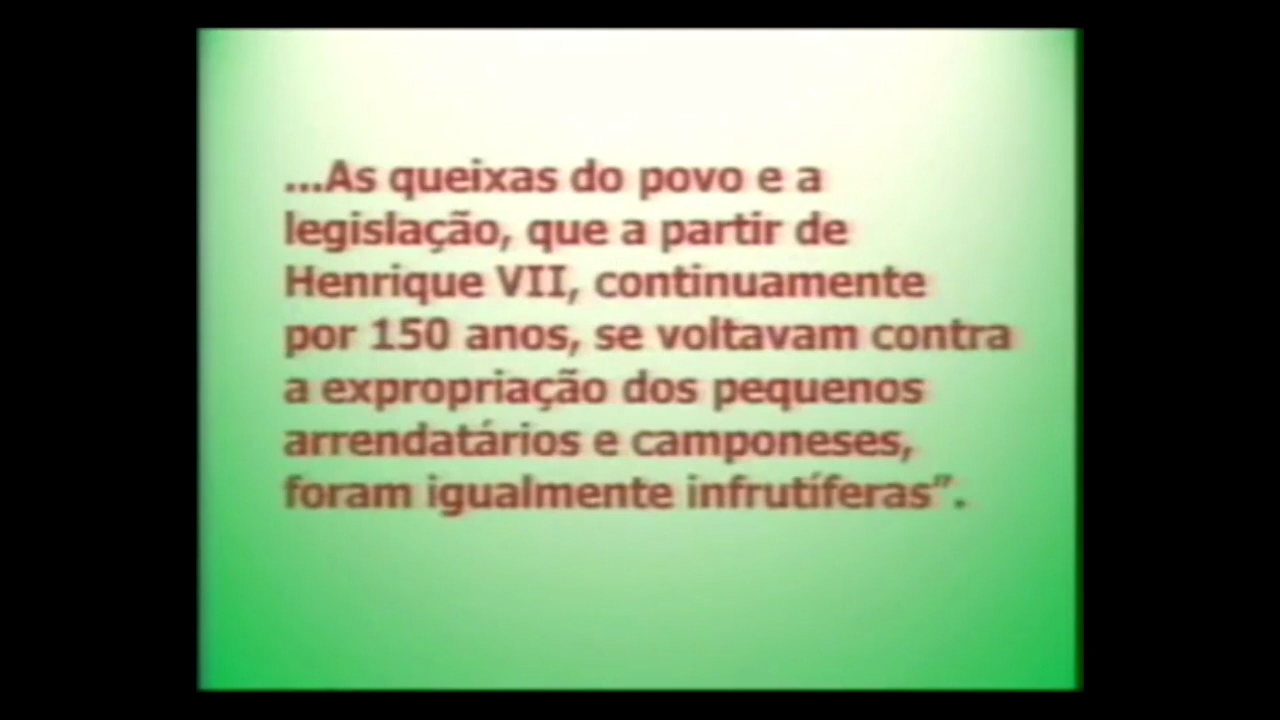 ...As queixas do povo e a
legislação, que a partir de
Henrique VII, continuamente
por 150 anos, se voltavam contra
a expropriação dos pequenos
arrendatários e camponeses,
foram igualmente infrutíferas”.